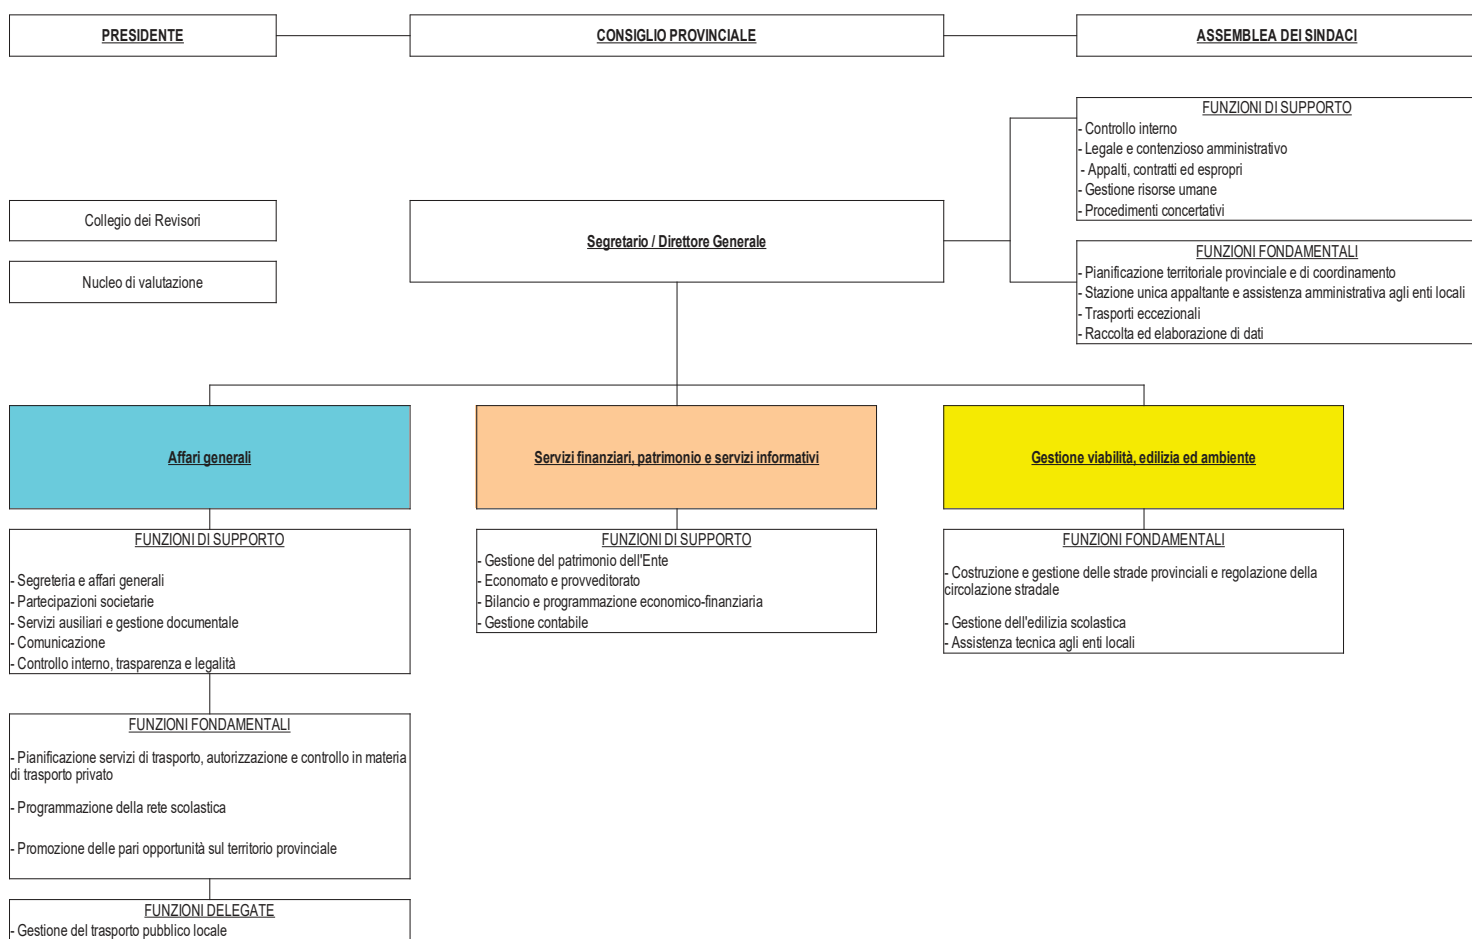 PRESIDENTE
CONSIGLIO PROVINCIALE
ASSEMBLEA DEI SINDACI
FUNZIONI DI SUPPORTO
- Controllo interno
- Legale e contenzioso amministrativo
- Appalti, contratti ed espropri
- Gestione risorse umane
- Procedimenti concertativi
Collegio dei Revisori
Segretario / Direttore Generale
Nucleo di valutazione
FUNZIONI FONDAMENTALI
- Pianificazione territoriale provinciale e di coordinamento
- Stazione unica appaltante e assistenza amministrativa agli enti locali
- Trasporti eccezionali
- Raccolta ed elaborazione di dati
Affari generali
Servizi finanziari, patrimonio e servizi informativi
Gestione viabilità, edilizia ed ambiente
FUNZIONI DI SUPPORTO
- Segreteria e affari generali
- Partecipazioni societarie
- Servizi ausiliari e gestione documentale
- Comunicazione
- Controllo interno, trasparenza e legalità
FUNZIONI DI SUPPORTO
- Gestione del patrimonio dell'Ente
- Economato e provveditorato
- Bilancio e programmazione economico-finanziaria
- Gestione contabile
FUNZIONI FONDAMENTALI
- Costruzione e gestione delle strade provinciali e regolazione della
circolazione stradale
- Gestione dell'edilizia scolastica
- Assistenza tecnica agli enti locali
FUNZIONI FONDAMENTALI
- Pianificazione servizi di trasporto, autorizzazione e controllo in materia
di trasporto privato
- Programmazione della rete scolastica
- Promozione delle pari opportunità sul territorio provinciale
FUNZIONI DELEGATE
- Gestione del trasporto pubblico locale